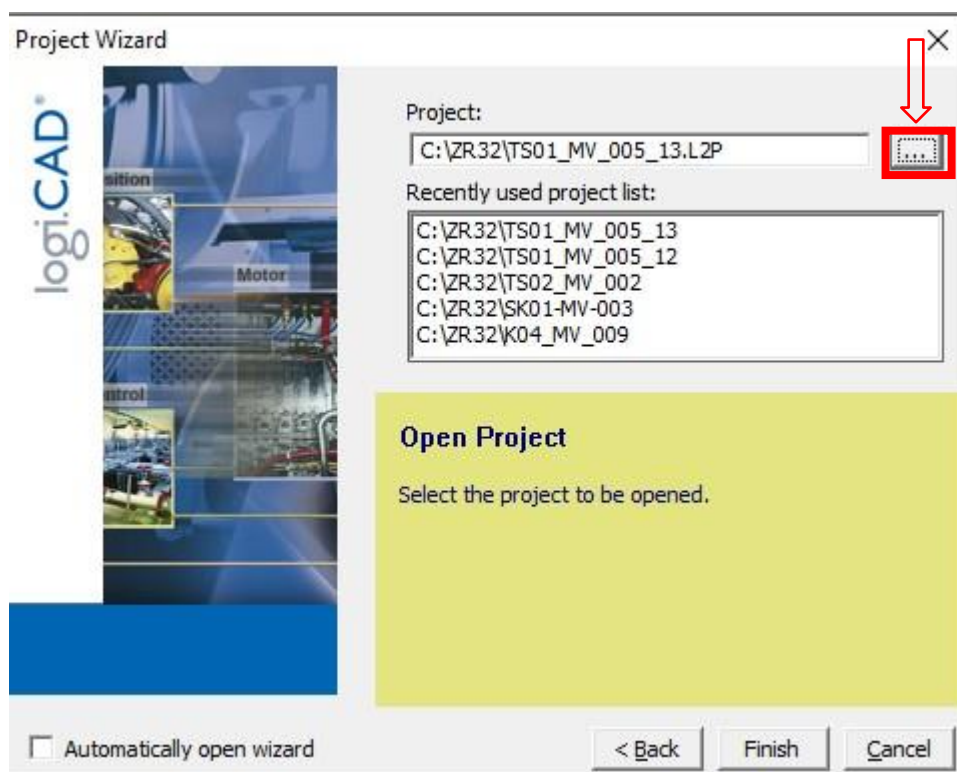 Project Wizard
logi.CAD
sition
Motor
ntrol
Project:
C:\ZR32\TS01_MV_005_13.L2P
...
Recently used project list:
C:\ZR32\TS01_MV_005_13
C:\ZR32\TS01_MV_005_12
C:\ZR32\TS02_MV_002
C:\ZR32\SK01-MV-003
C:\ZR32\K04_MV_009
Open Project
Select the project to be opened.
Automatically open wizard
< Back
Finish
Cancel